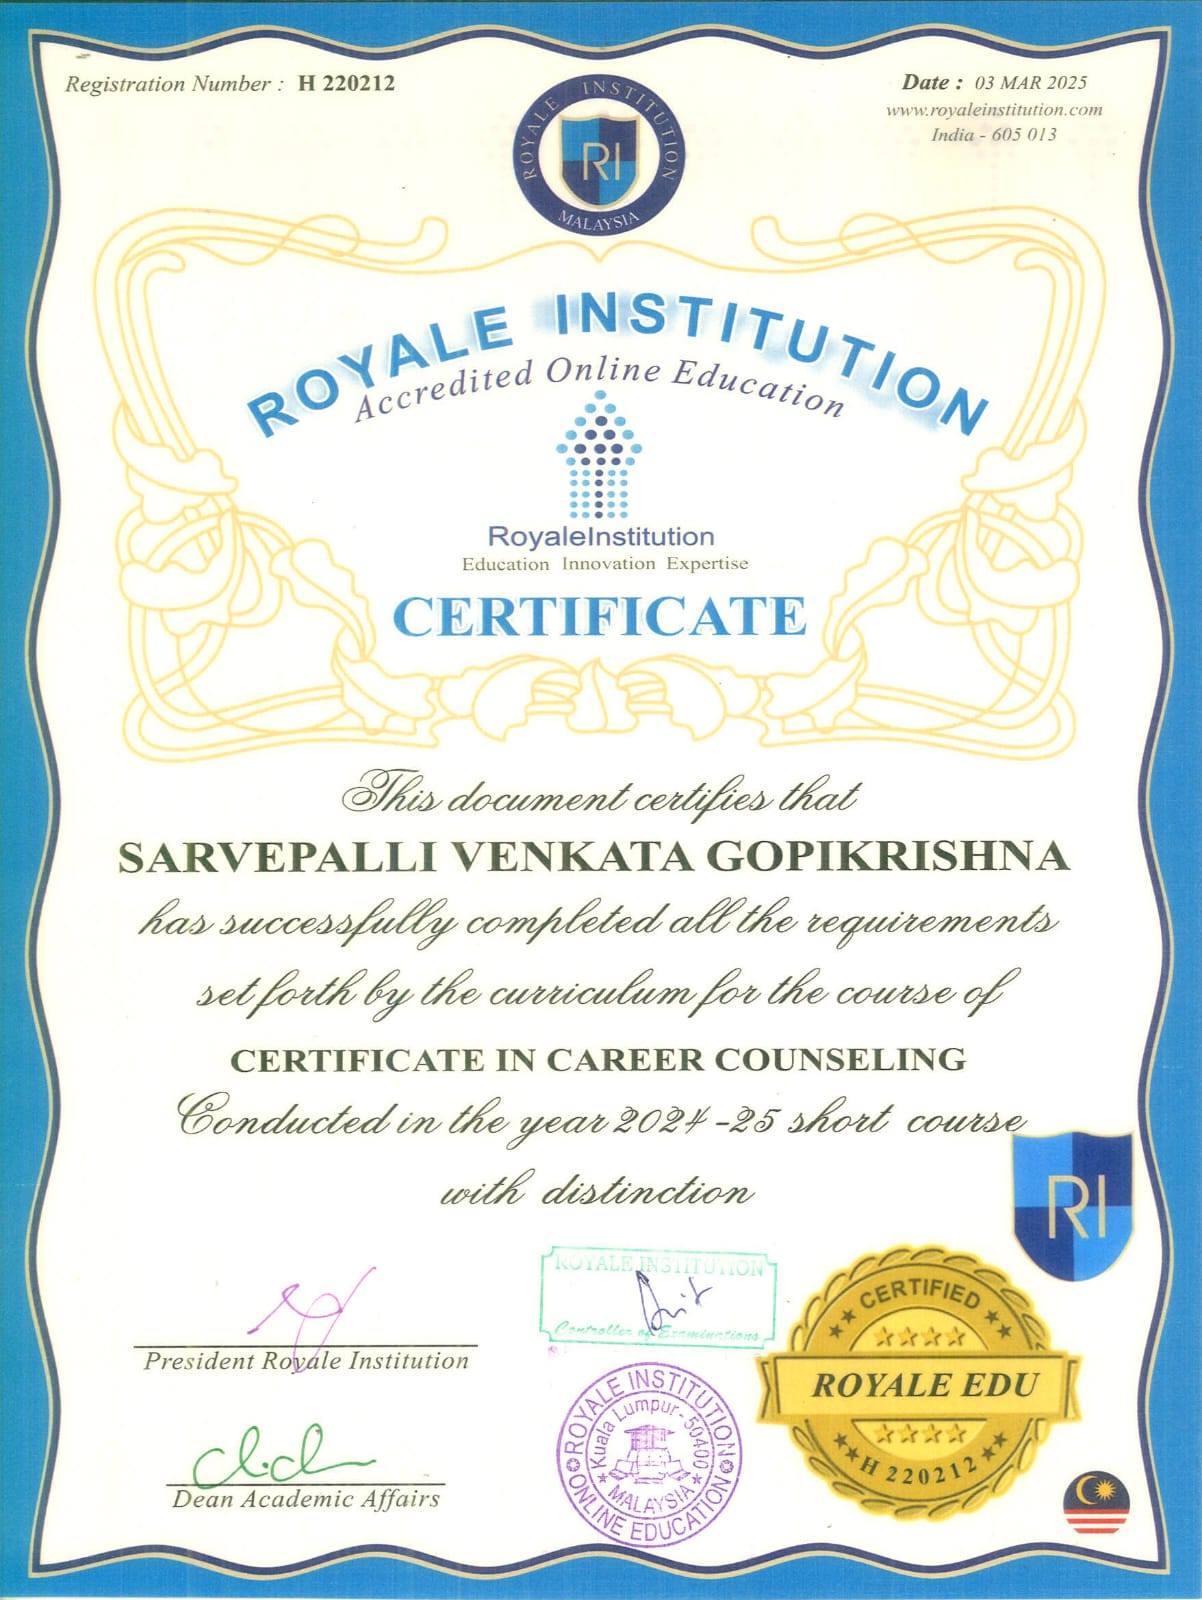 Registration Number : H 220212
Date : 03 MAR 2025
www.royaleinstitution.com
India - 605 013
ROYALE INSTITUTION
RI
MALAYSIA
ROYALE INSTITUTION
Accredited Online Education
RoyaleInstitution
Education Innovation Expertise
CERTIFICATE
This document certifies that
SARVEPALLI VENKATA GOPIKRISHNA
has successfully completed all the requirements
set forth by the curriculum for the course of
CERTIFICATE IN CAREER COUNSELING
Conducted in the year 2024 -25 short course
with distinction
RI
President Royale Institution
Dean Academic Affairs
ROYALE INSTITUTION
Controller of Examinations
ROYALE INSTITUTION
Kuala Lumpur-50400
MALAYSIA
ONLINE EDUCATION
CERTIFIED
ROYALE EDU
H 220212